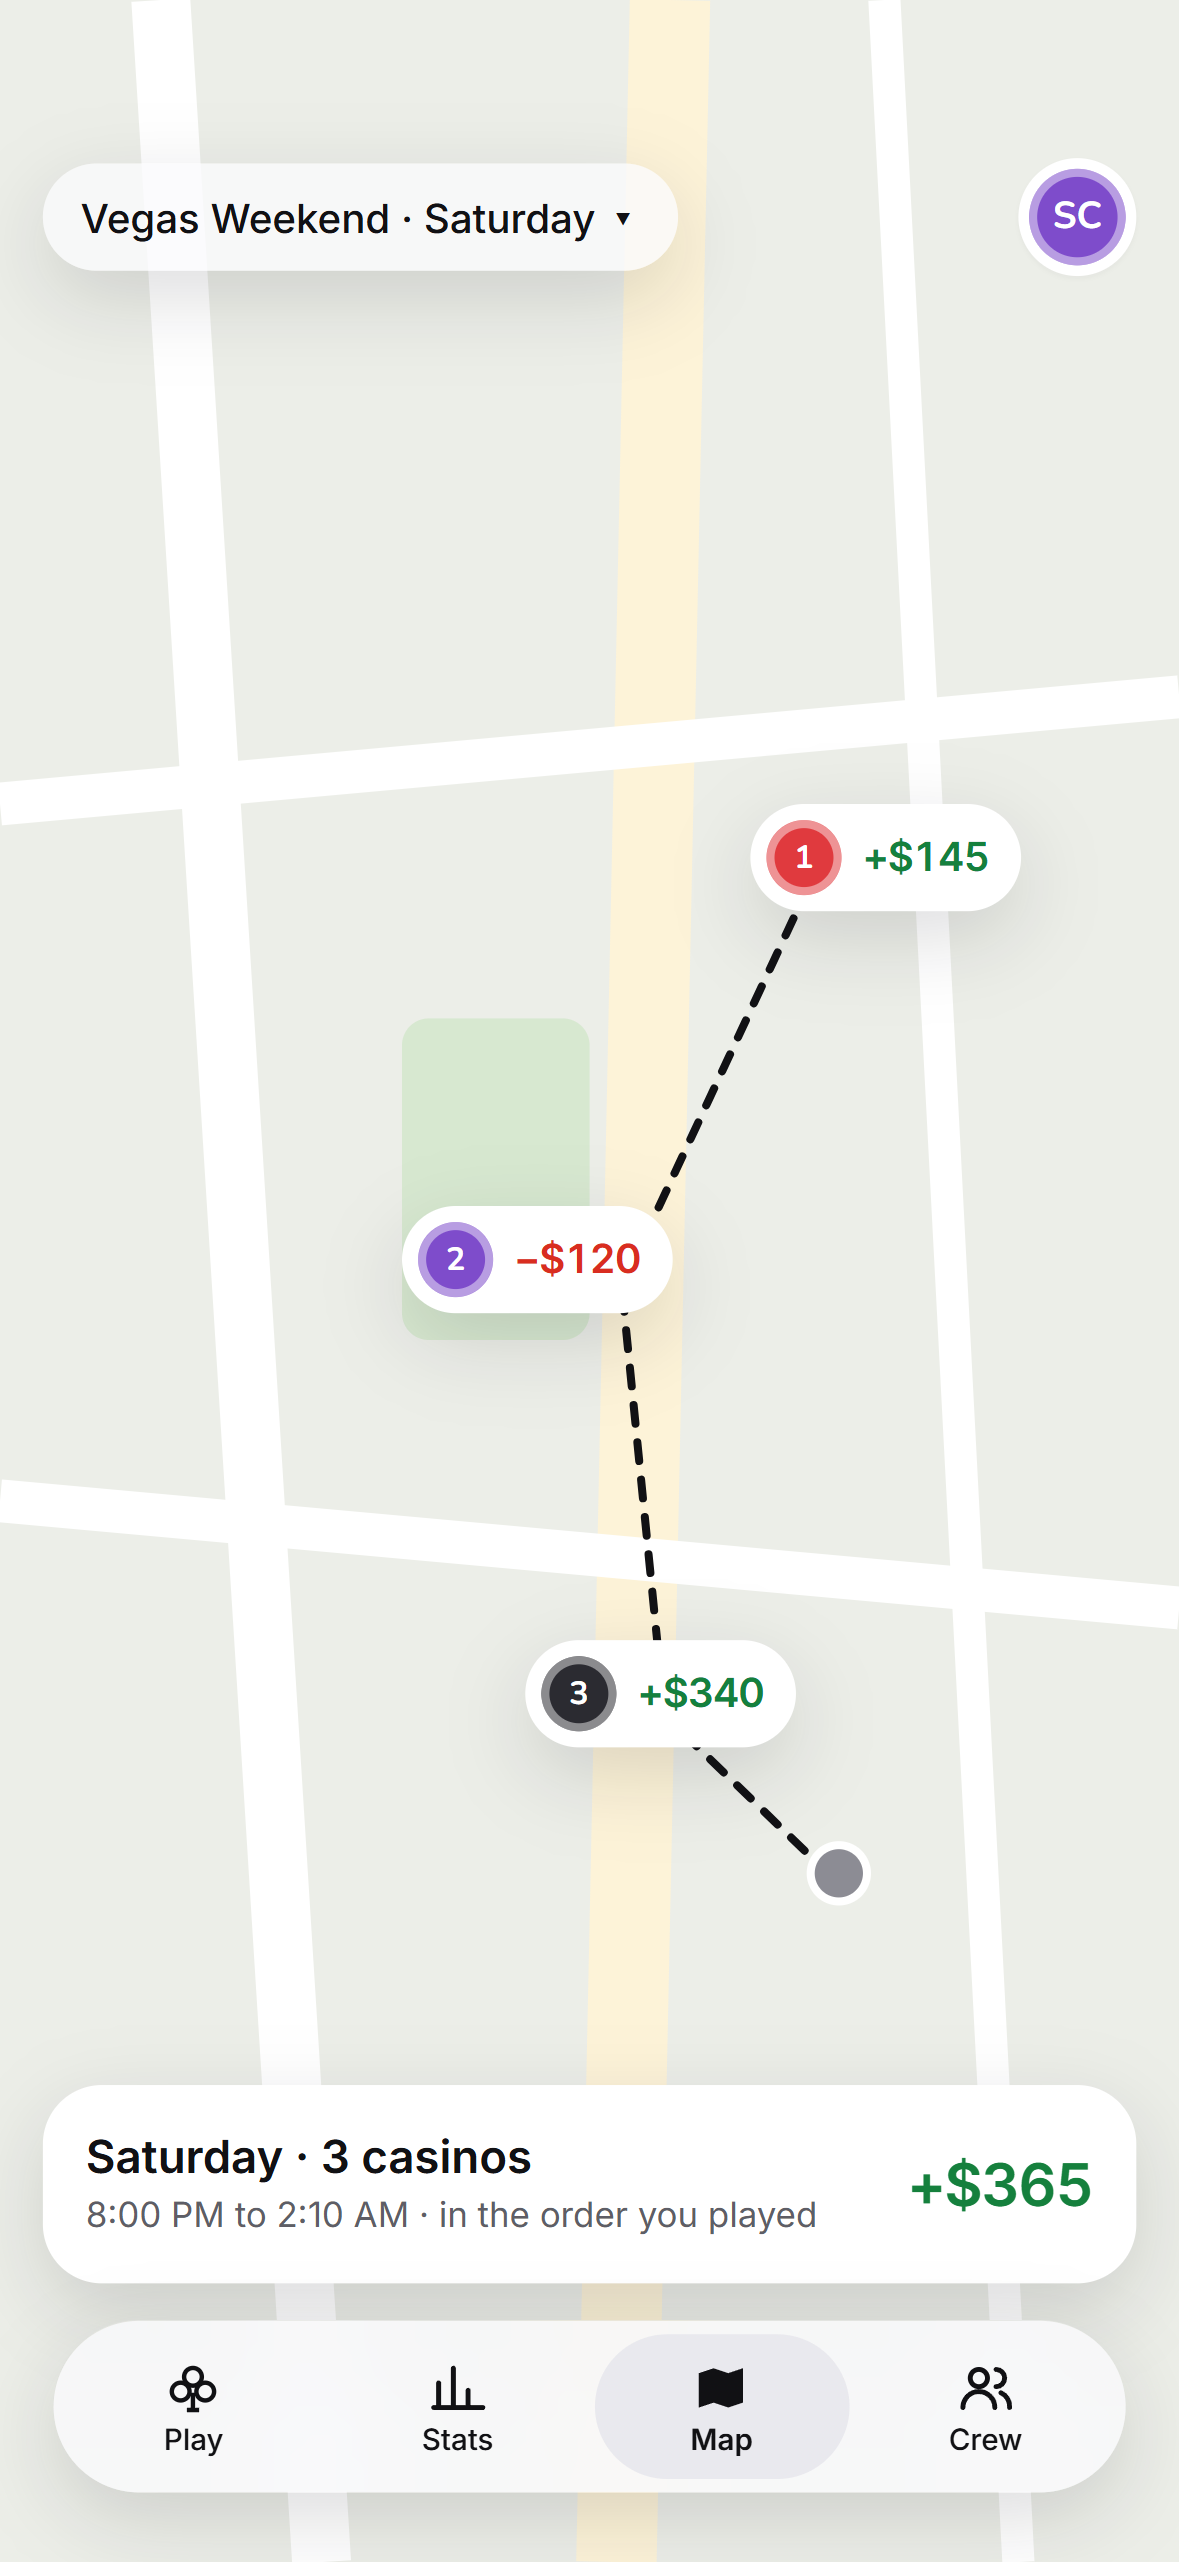 Vegas Weekend · Saturday ▾
SC
1 +$145
2 −$120
3 +$340
Saturday · 3 casinos
8:00 PM to 2:10 AM · in the order you played
+$365
Play
Stats
Map
Crew